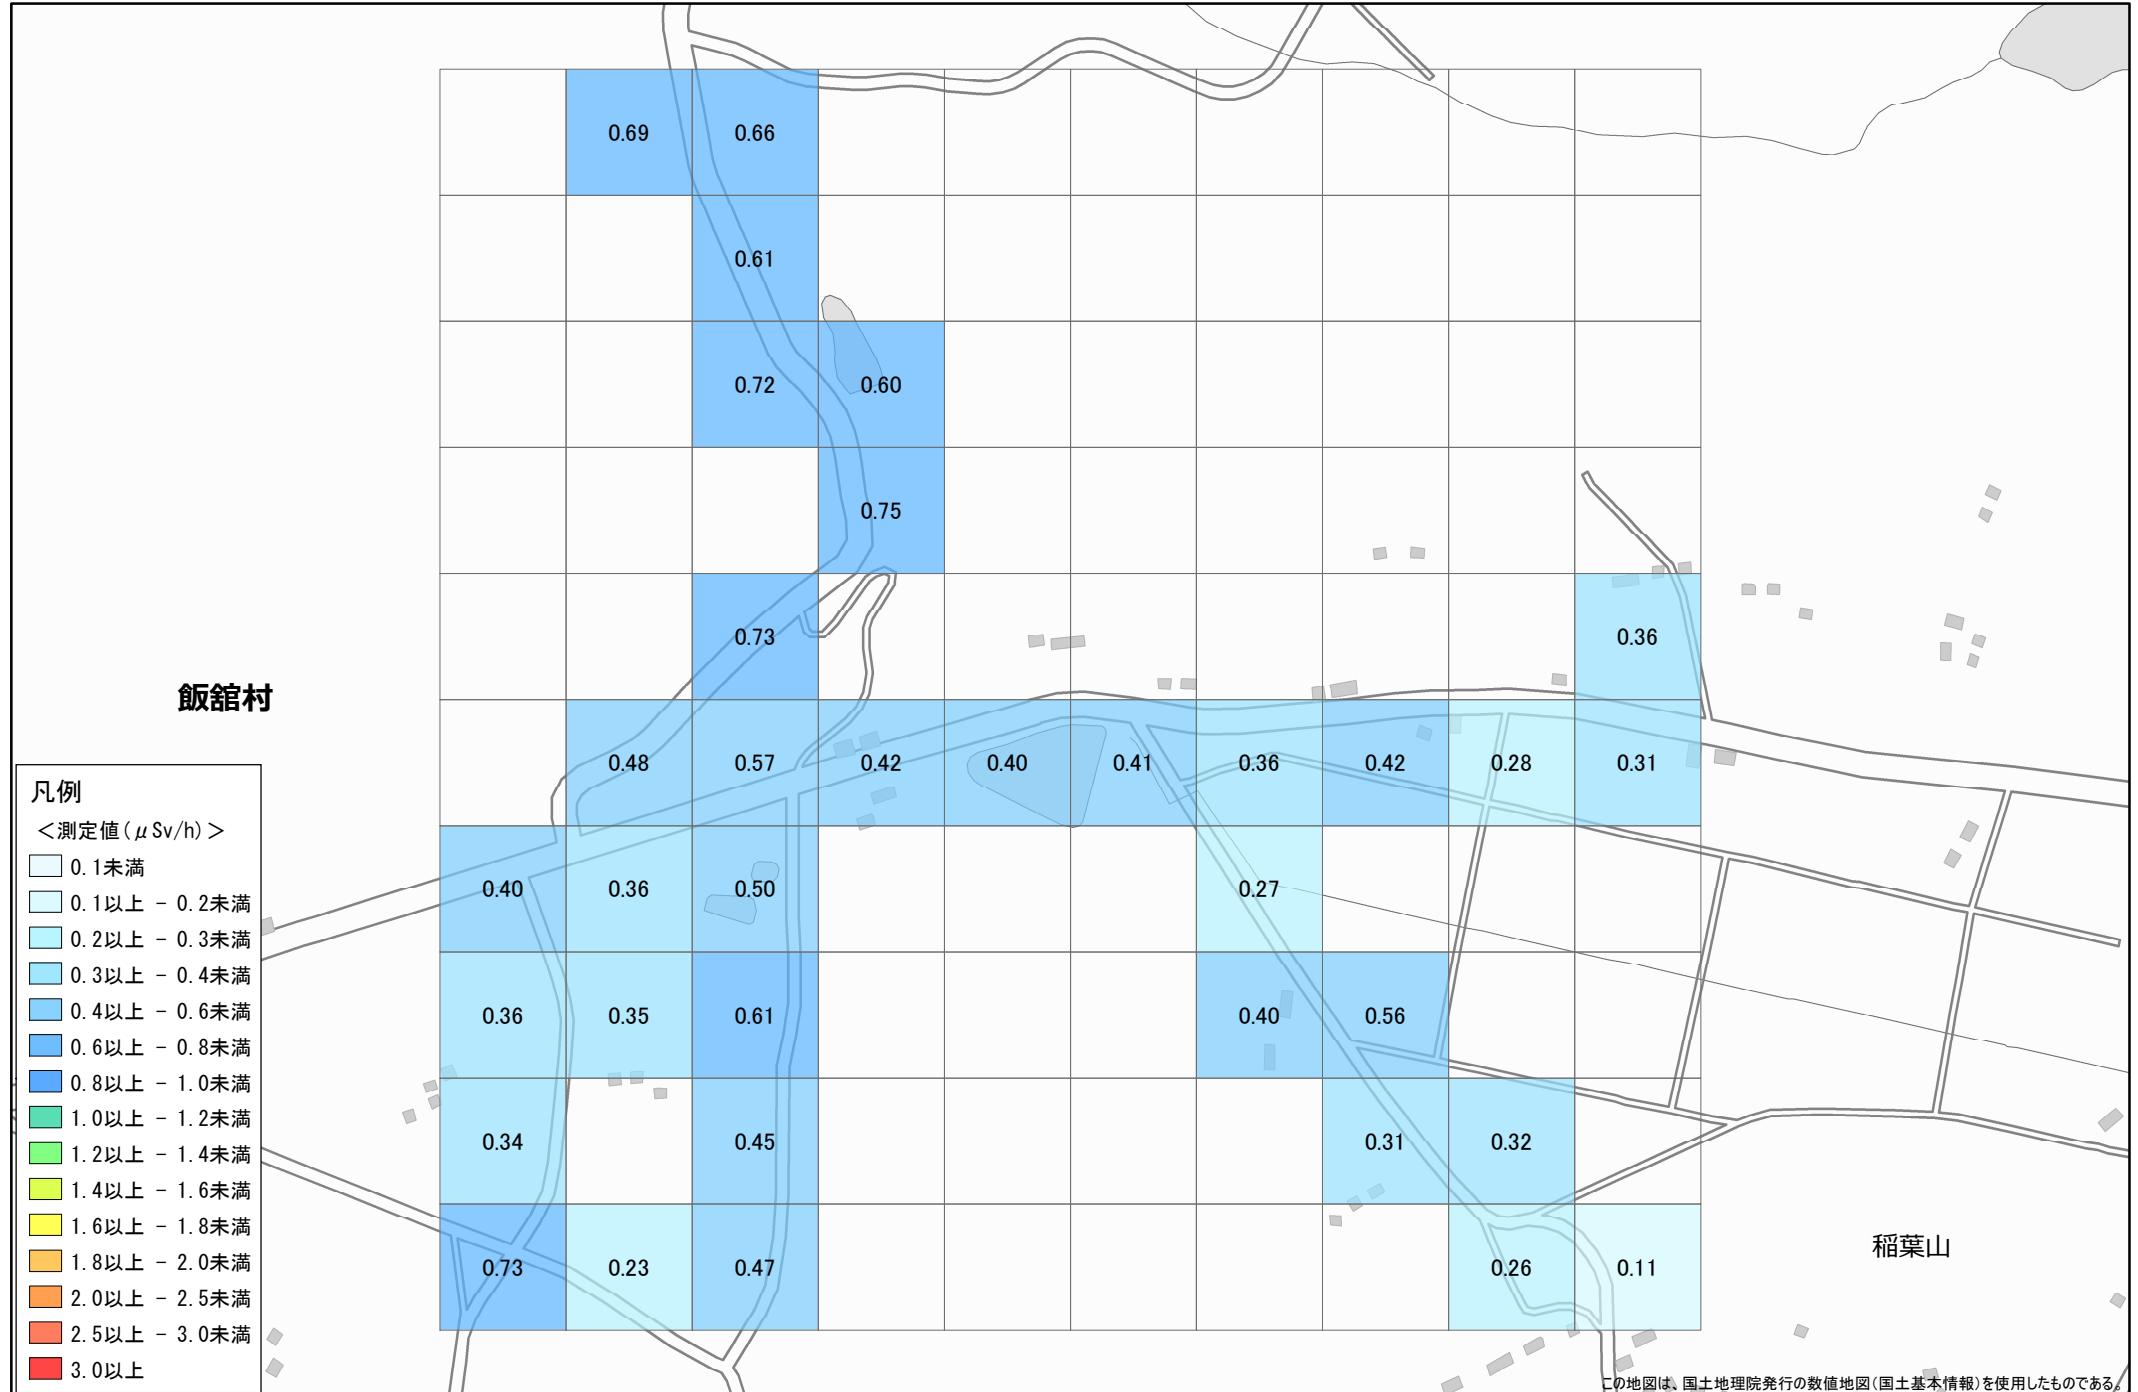 0.69 0.66
0.61
0.72 0.60
0.75
0.73 0.36
飯舘村
0.48 0.57 0.42 0.40 0.41 0.36 0.42 0.28 0.31
0.40 0.36 0.50 0.27
0.36 0.35 0.61 0.40 0.56
0.34 0.45 0.31 0.32
0.73 0.23 0.47 0.26 0.11
稲葉山
凡例
＜測定値(μSv/h)＞
0.1未満
0.1以上 － 0.2未満
0.2以上 － 0.3未満
0.3以上 － 0.4未満
0.4以上 － 0.6未満
0.6以上 － 0.8未満
0.8以上 － 1.0未満
1.0以上 － 1.2未満
1.2以上 － 1.4未満
1.4以上 － 1.6未満
1.6以上 － 1.8未満
1.8以上 － 2.0未満
2.0以上 － 2.5未満
2.5以上 － 3.0未満
3.0以上
この地図は、国土地理院発行の数値地図(国土基本情報)を使用したものである。